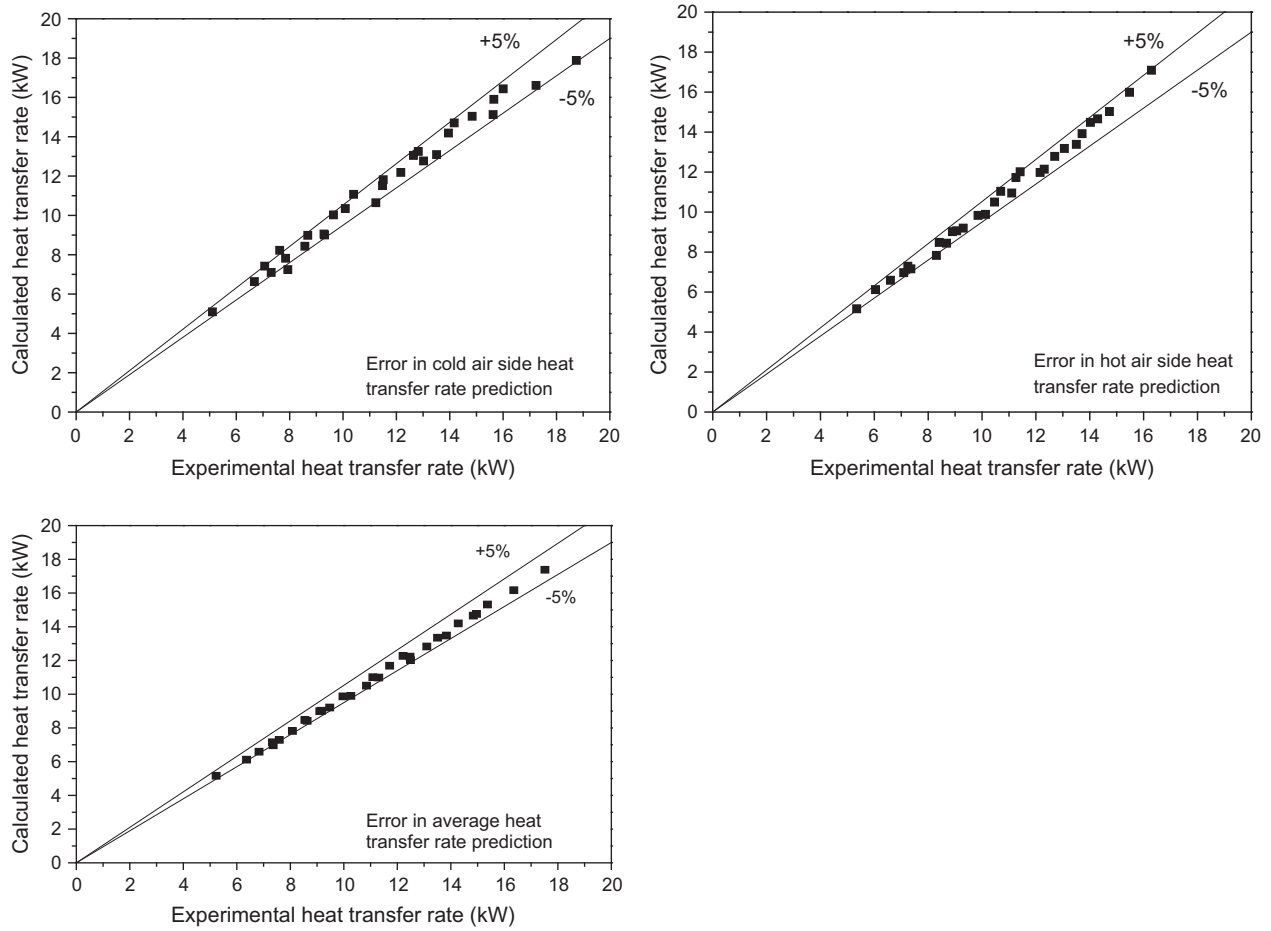 20
18
16
14
12
10
8
6
4
2
0
Calculated heat transfer rate (kW)
+5%
-5%
Error in cold air side heat
transfer rate prediction
0 2 4 6 8 10 12 14 16 18 20
Experimental heat transfer rate (kW)
20
18
16
14
12
10
8
6
4
2
0
Calculated heat transfer rate (kW)
+5%
-5%
Error in hot air side heat
transfer rate prediction
0 2 4 6 8 10 12 14 16 18 20
Experimental heat transfer rate (kW)
20
18
16
14
12
10
8
6
4
2
0
Calculated heat transfer rate (kW)
+5%
-5%
Error in average heat
transfer rate prediction
0 2 4 6 8 10 12 14 16 18 20
Experimental heat transfer rate (kW)